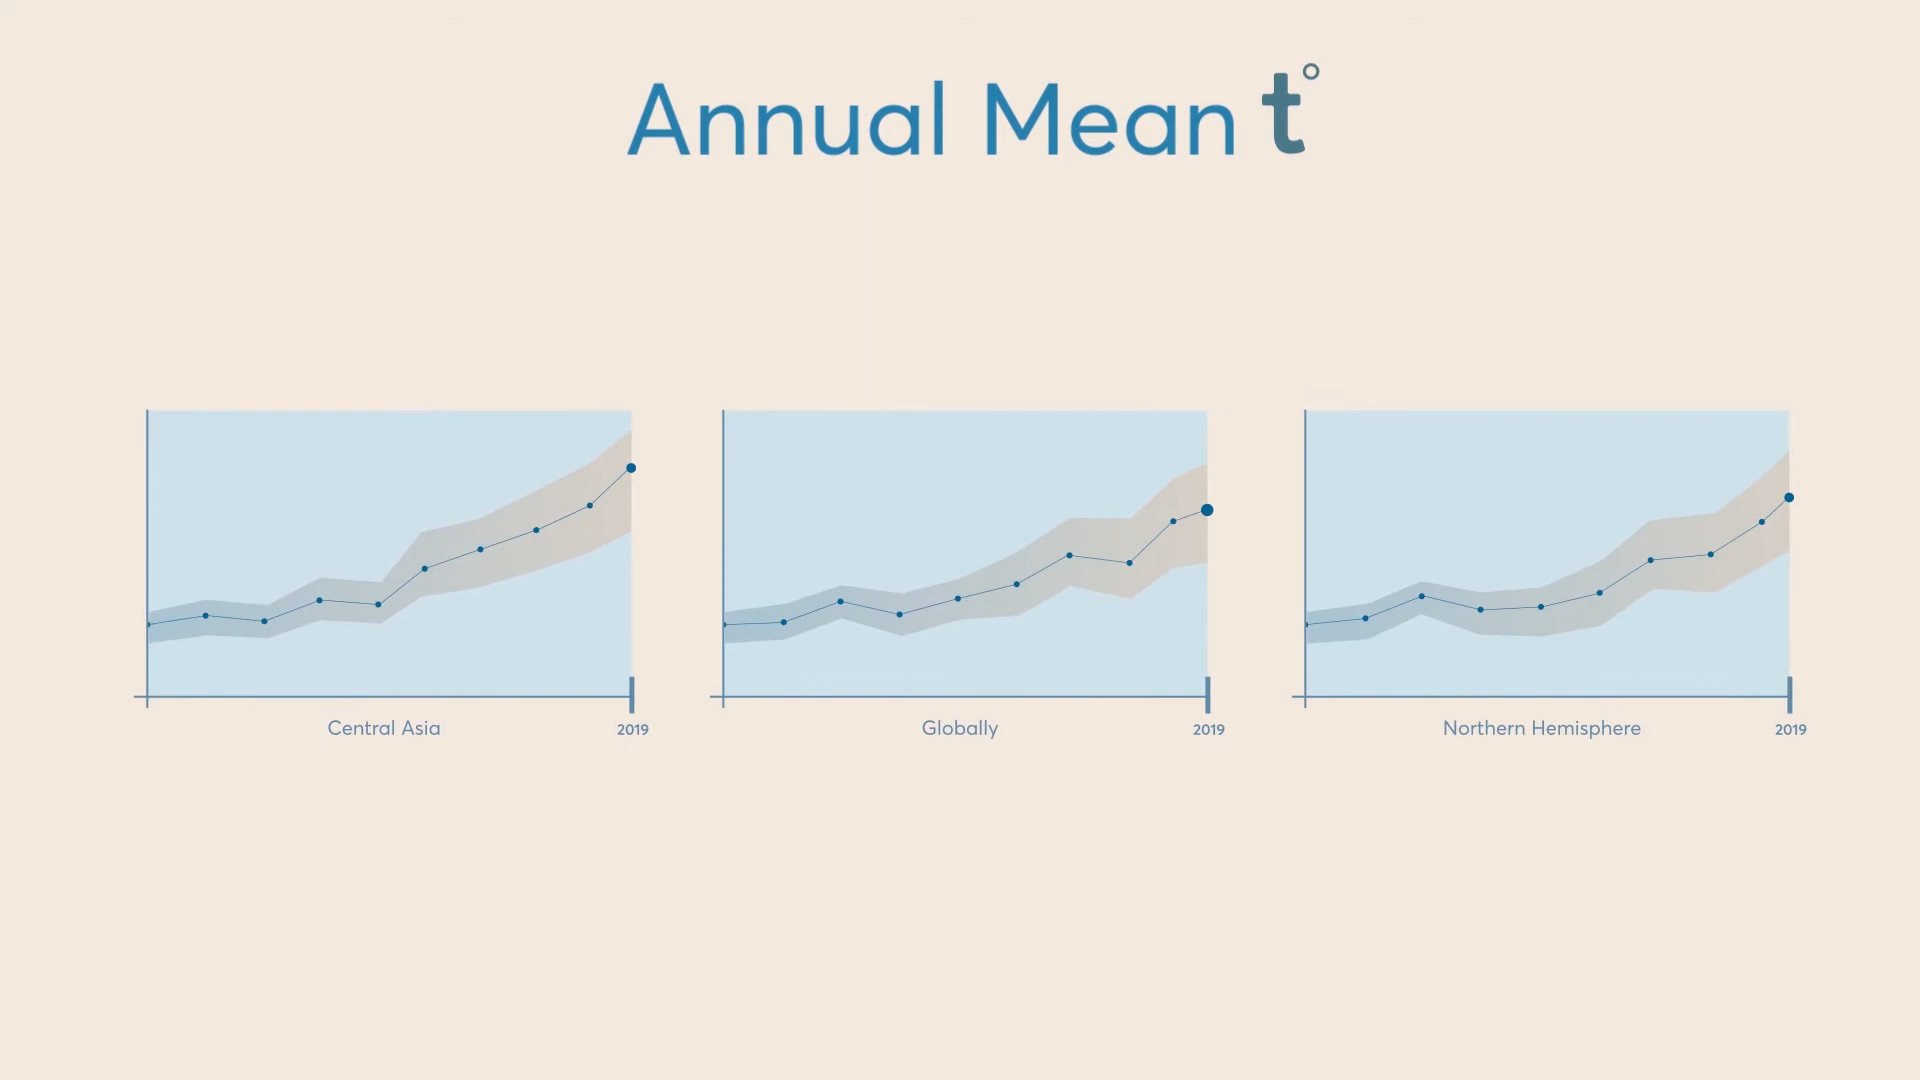 Annual Mean t°
Central Asia 2019
Globally 2019
Northern Hemisphere 2019